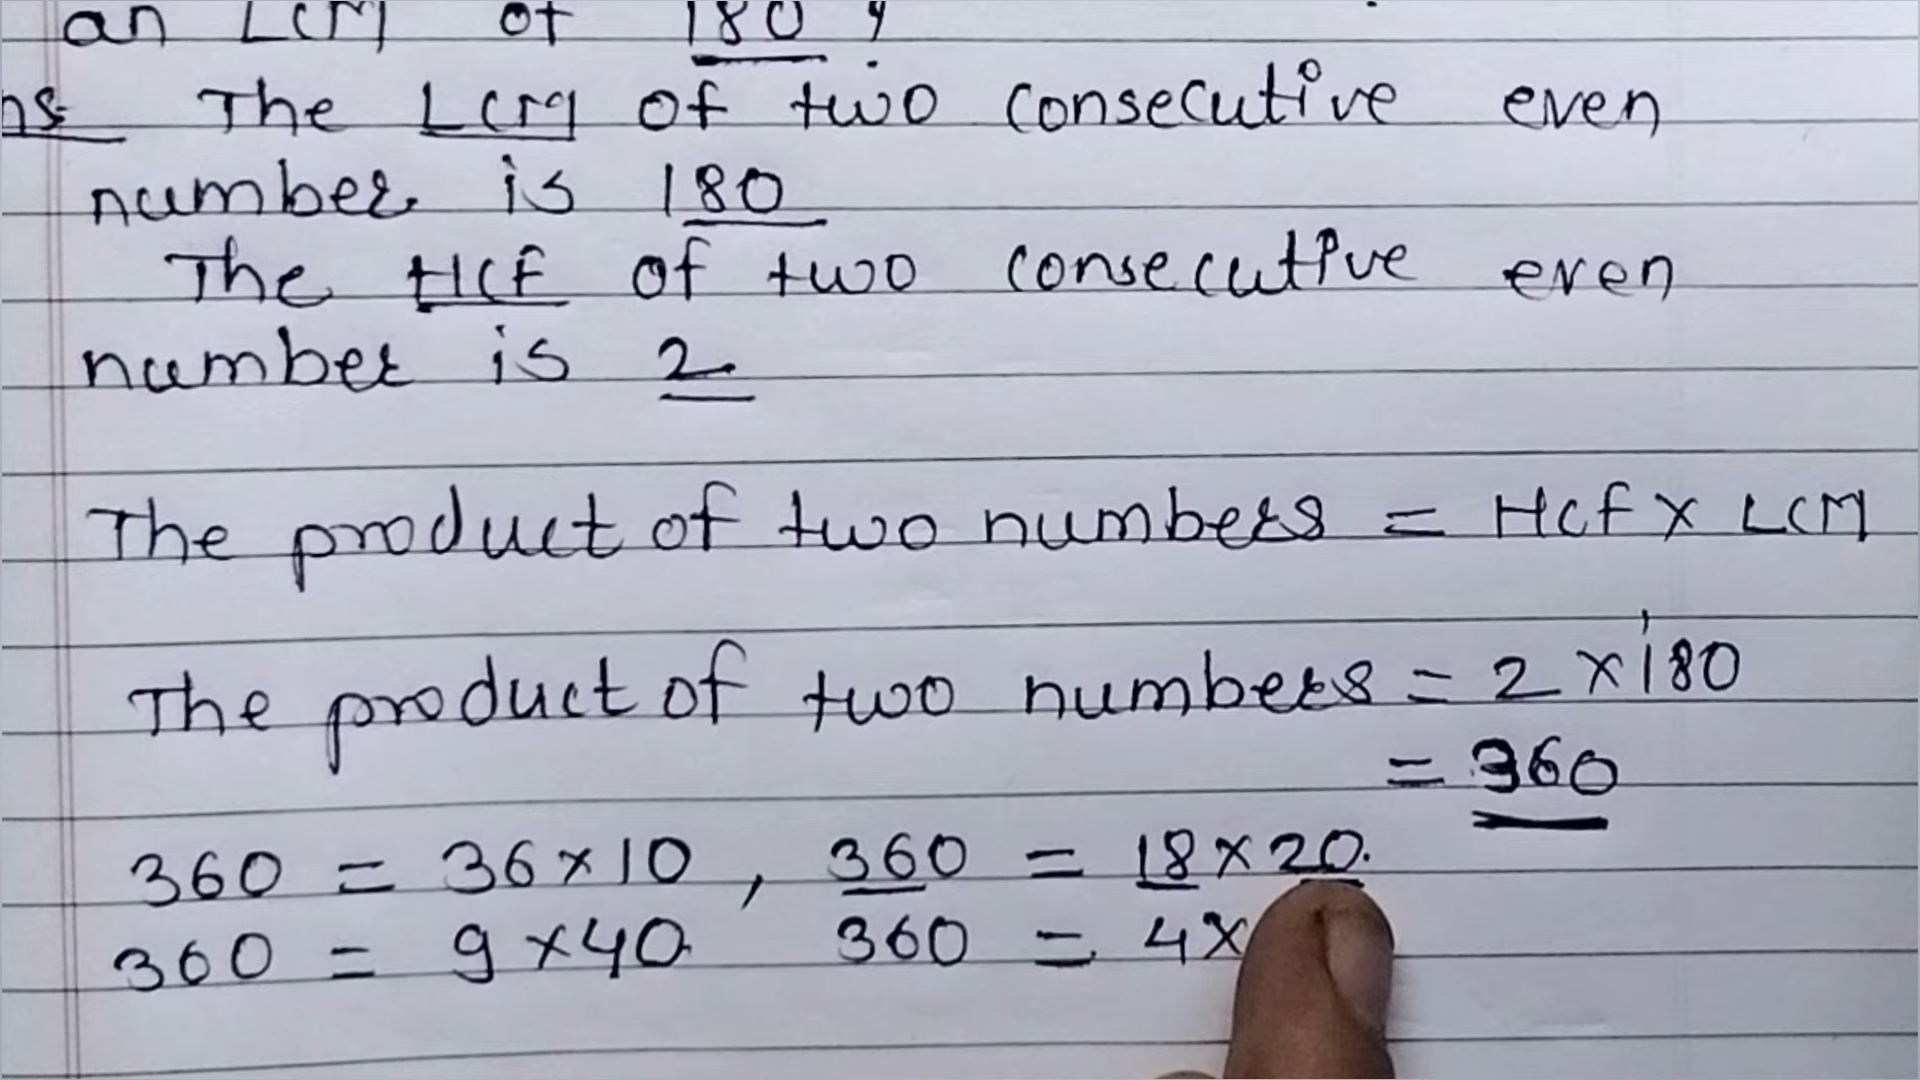 an LCM of 180?
ns The LCM of two consecutive even
number is 180
The HCF of two consecutive even
number is 2
The product of two numbers = HCF × LCM
The product of two numbers = 2 × 180
= 360
360 = 36×10, 360 = 18×20.
360 = 9×40 360 = 4×